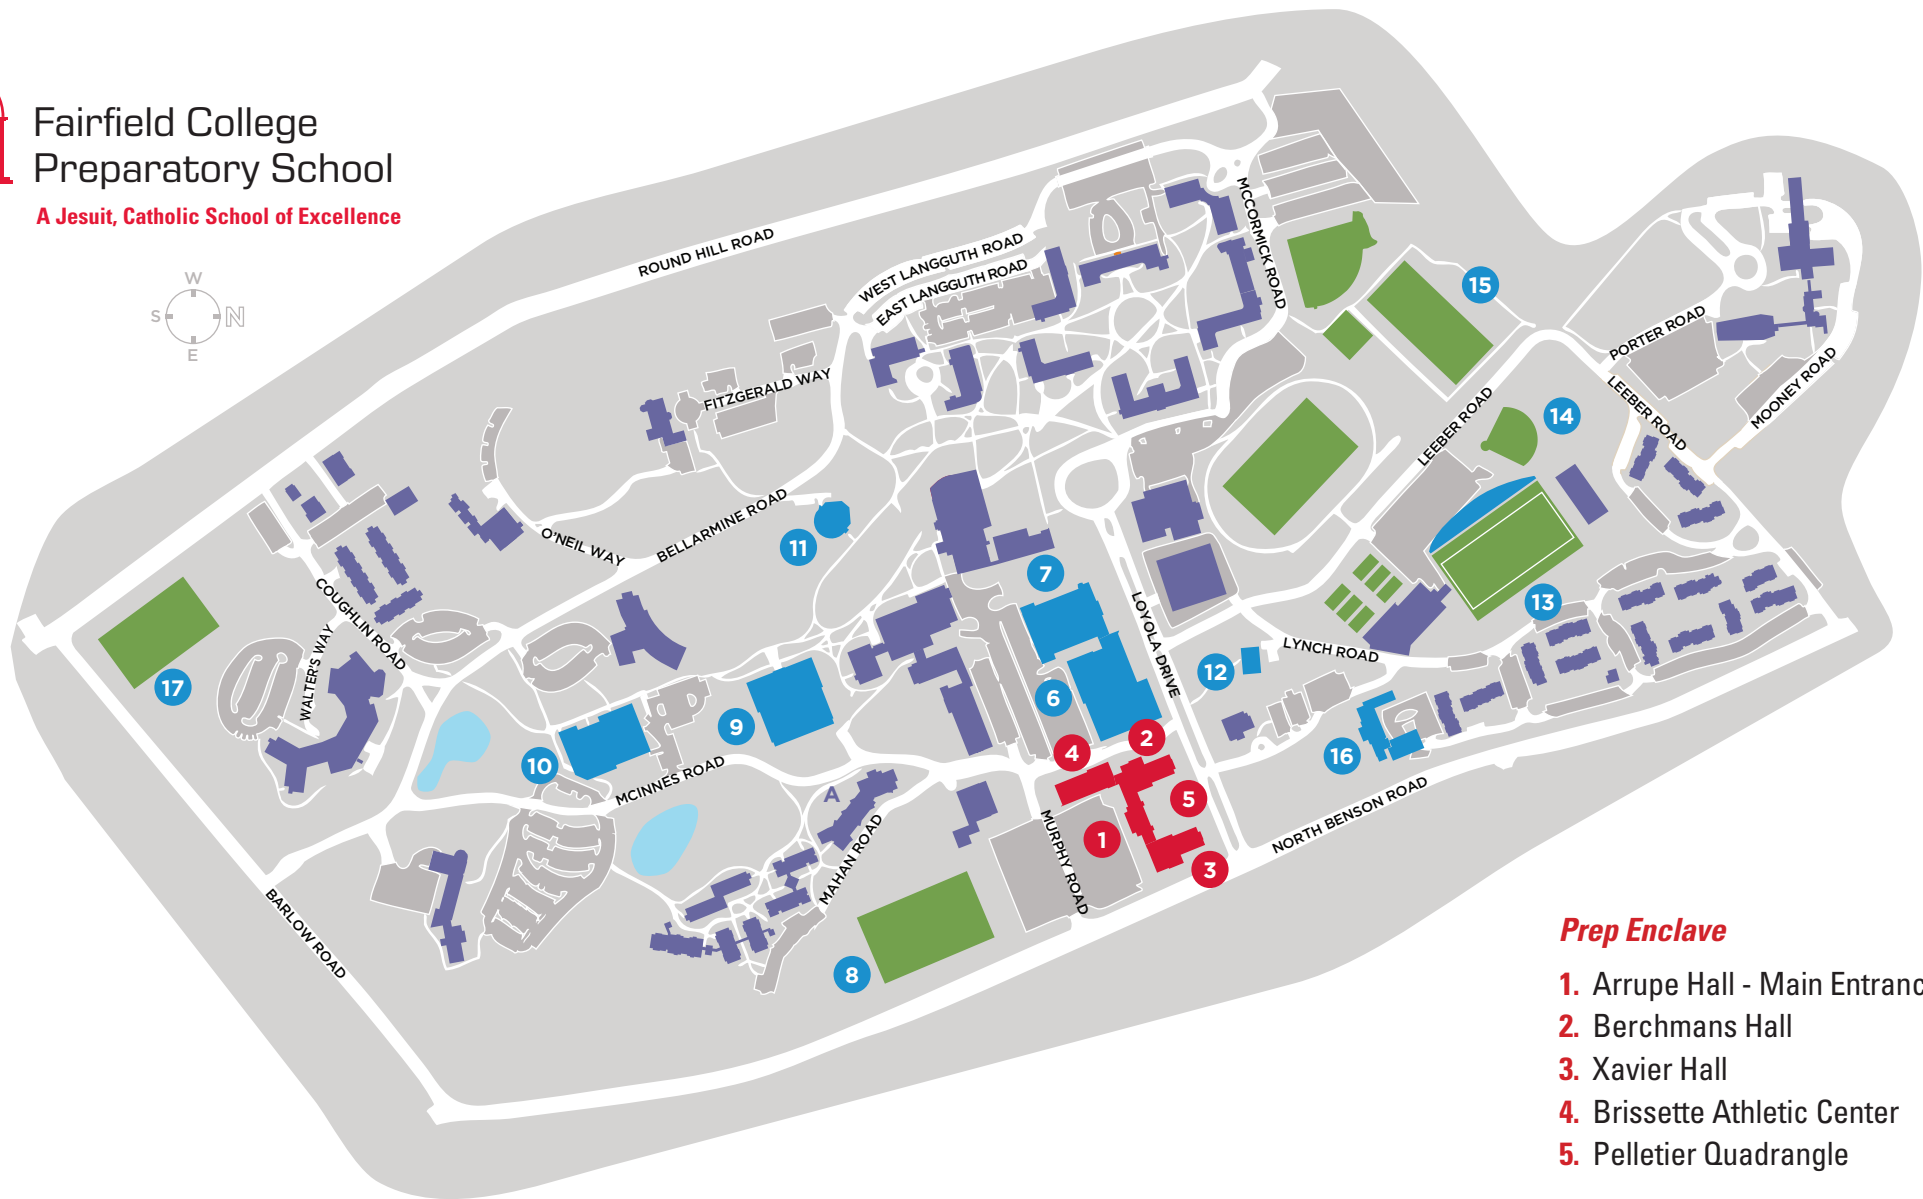 Fairfield College
Preparatory School
A Jesuit, Catholic School of Excellence
W
S
N
E
ROUND HILL ROAD
WEST LANGGUTH ROAD
EAST LANGGUTH ROAD
MCCORMICK ROAD
15
PORTER ROAD
LEEBER ROAD
MOONEY ROAD
FITZGERALD WAY
LEEBER ROAD
14
BELLARMINE ROAD
O'NEIL WAY
11
7
LOYOLA DRIVE
13
COUGHLIN ROAD
WALTER'S WAY
17
LYNCH ROAD
12
6
9
10
MCINNES ROAD
4
2
16
5
A
MAHAN ROAD
MURPHY ROAD
1
3
NORTH BENSON ROAD
BARLOW ROAD
8
Prep Enclave
1. Arrupe Hall - Main Entranc
2. Berchmans Hall
3. Xavier Hall
4. Brissette Athletic Center
5. Pelletier Quadrangle